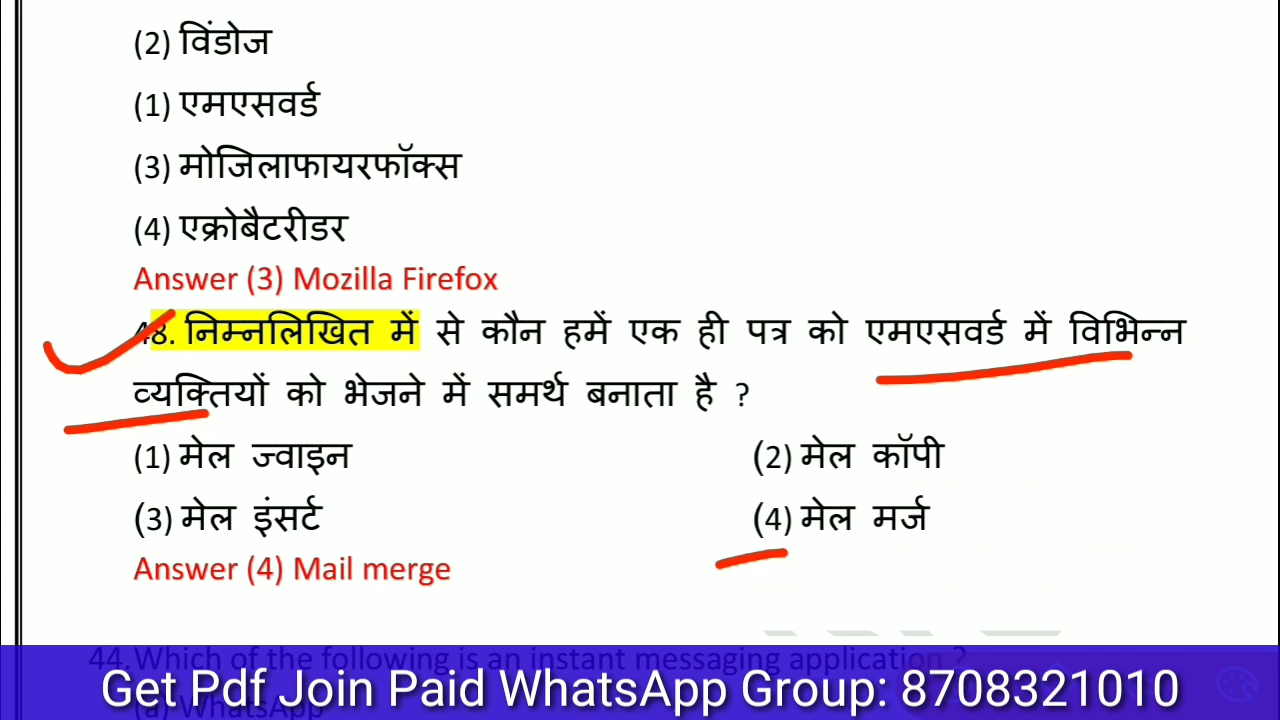 (2) विंडोज
(1) एमएसवर्ड
(3) मोजिलाफायरफॉक्स
(4) एक्रोबैटरीडर
Answer (3) Mozilla Firefox
48. निम्नलिखित में से कौन हमें एक ही पत्र को एमएसवर्ड में विभिन्न
व्यक्तियों को भेजने में समर्थ बनाता है ?
(1) मेल ज्वाइन (2) मेल कॉपी
(3) मेल इंसर्ट (4) मेल मर्ज
Answer (4) Mail merge
44. Which of the following is an instant messaging application ?
Get Pdf Join Paid WhatsApp Group: 8708321010
(a) WhatsApp